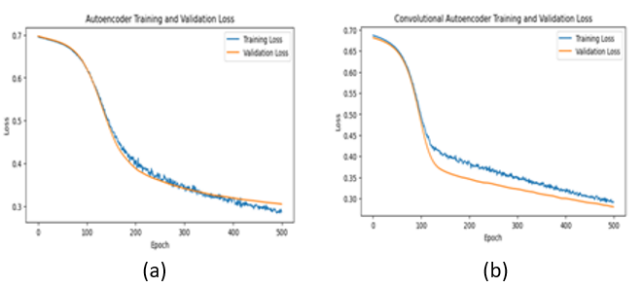 Autoencoder Training and Validation Loss
0.7
0.6
0.5
0.4
0.3
Loss
Training Loss
Validation Loss
0 100 200 300 400 500
Epoch
(a)
Convolutional Autoencoder Training and Validation Loss
0.70
0.65
0.60
0.55
0.50
0.45
0.40
0.35
0.30
Loss
Training Loss
Validation Loss
0 100 200 300 400 500
Epoch
(b)